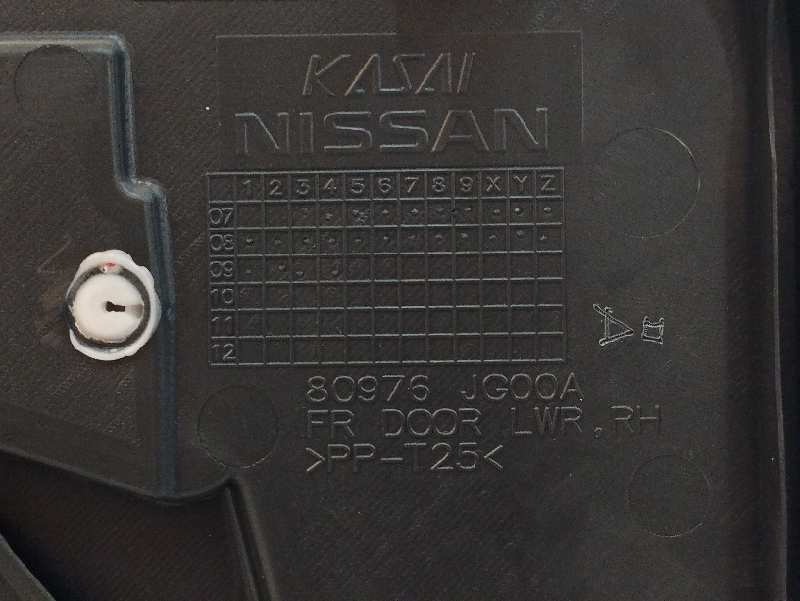 KASAI
NISSAN
1 2 3 4 5 6 7 8 9 X Y Z
07
08
09
10
11
12
80976 JG00A
FR DOOR LWR,RH
>PP-T25<